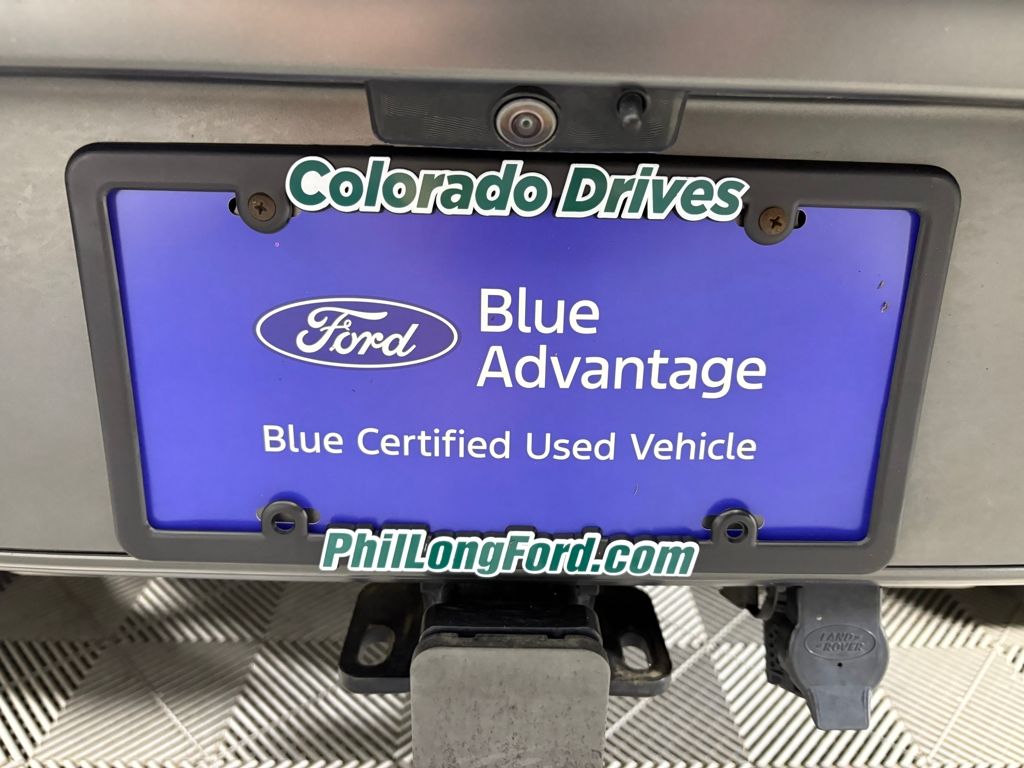 Colorado Drives
Ford
Blue
Advantage
Blue Certified Used Vehicle
PhilLongFord.com
LAND
ROVER